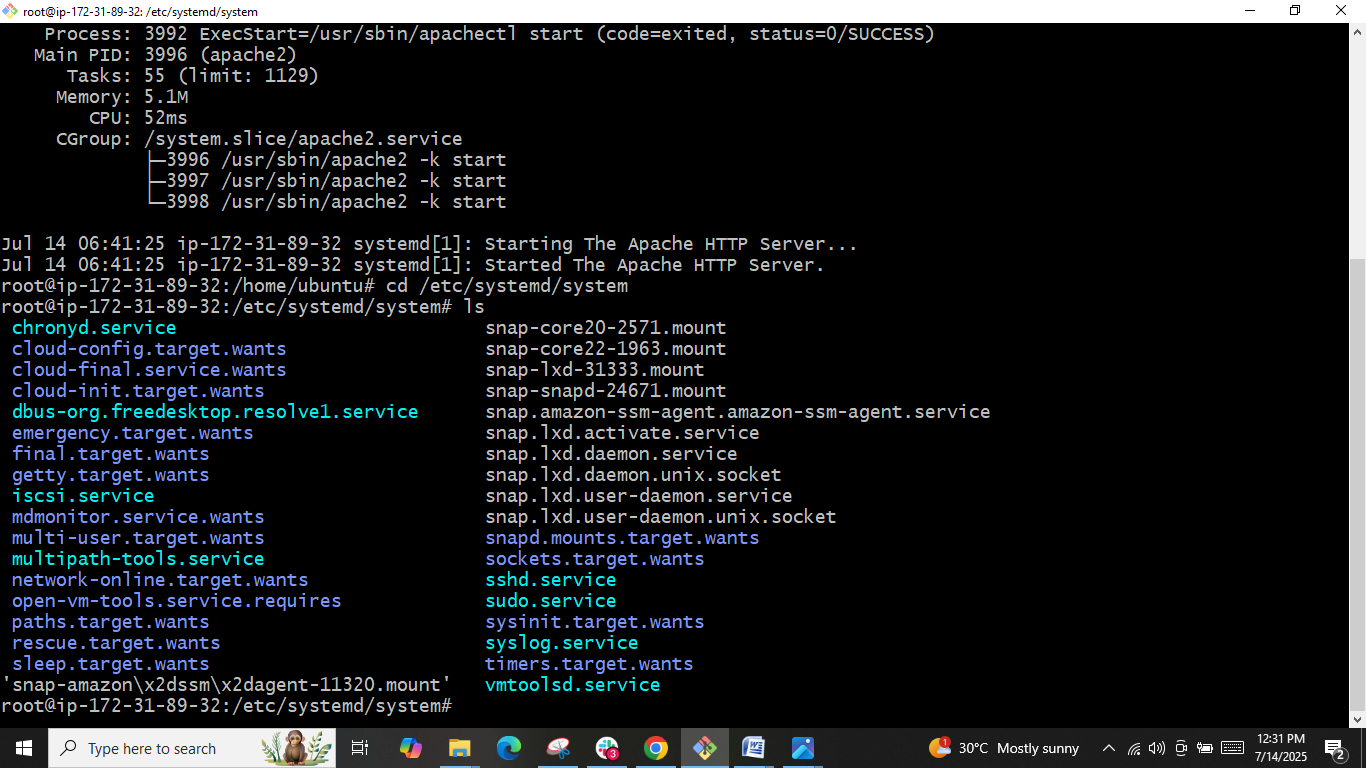 root@ip-172-31-89-32: /etc/systemd/system
Process: 3992 ExecStart=/usr/sbin/apachectl start (code=exited, status=0/SUCCESS)
Main PID: 3996 (apache2)
Tasks: 55 (limit: 1129)
Memory: 5.1M
CPU: 52ms
CGroup: /system.slice/apache2.service
├─3996 /usr/sbin/apache2 -k start
├─3997 /usr/sbin/apache2 -k start
└─3998 /usr/sbin/apache2 -k start
Jul 14 06:41:25 ip-172-31-89-32 systemd[1]: Starting The Apache HTTP Server...
Jul 14 06:41:25 ip-172-31-89-32 systemd[1]: Started The Apache HTTP Server.
root@ip-172-31-89-32:/home/ubuntu# cd /etc/systemd/system
root@ip-172-31-89-32:/etc/systemd/system# ls
chronyd.service snap-core20-2571.mount
cloud-config.target.wants snap-core22-1963.mount
cloud-final.service.wants snap-lxd-31333.mount
cloud-init.target.wants snap-snapd-24671.mount
dbus-org.freedesktop.resolve1.service snap.amazon-ssm-agent.amazon-ssm-agent.service
emergency.target.wants snap.lxd.activate.service
final.target.wants snap.lxd.daemon.service
getty.target.wants snap.lxd.daemon.unix.socket
iscsi.service snap.lxd.user-daemon.service
mdmonitor.service.wants snap.lxd.user-daemon.unix.socket
multi-user.target.wants snapd.mounts.target.wants
multipath-tools.service sockets.target.wants
network-online.target.wants sshd.service
open-vm-tools.service.requires sudo.service
paths.target.wants sysinit.target.wants
rescue.target.wants syslog.service
sleep.target.wants timers.target.wants
'snap-amazon\x2dssm\x2dagent-11320.mount' vmtoolsd.service
root@ip-172-31-89-32:/etc/systemd/system#
Type here to search
3
W
1
30°C Mostly sunny
12:31 PM
7/14/2025
2